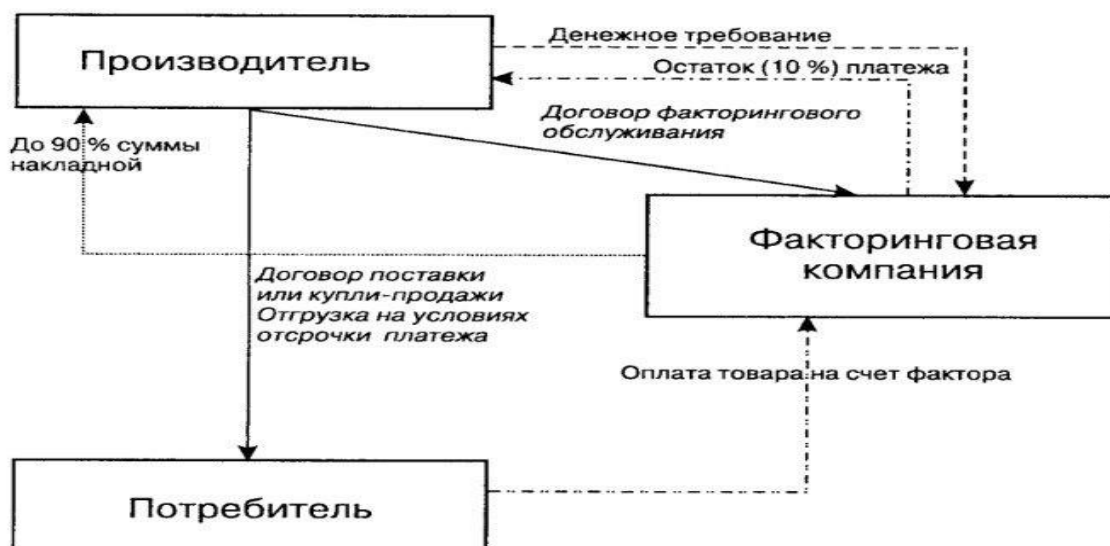 Денежное требование
Производитель
Остаток (10 %) платежа
Договор факторингового
обслуживания
До 90 % суммы
накладной
Факторинговая
компания
Договор поставки
или купли-продажи
Отгрузка на условиях
отсрочки платежа
Оплата товара на счет фактора
Потребитель